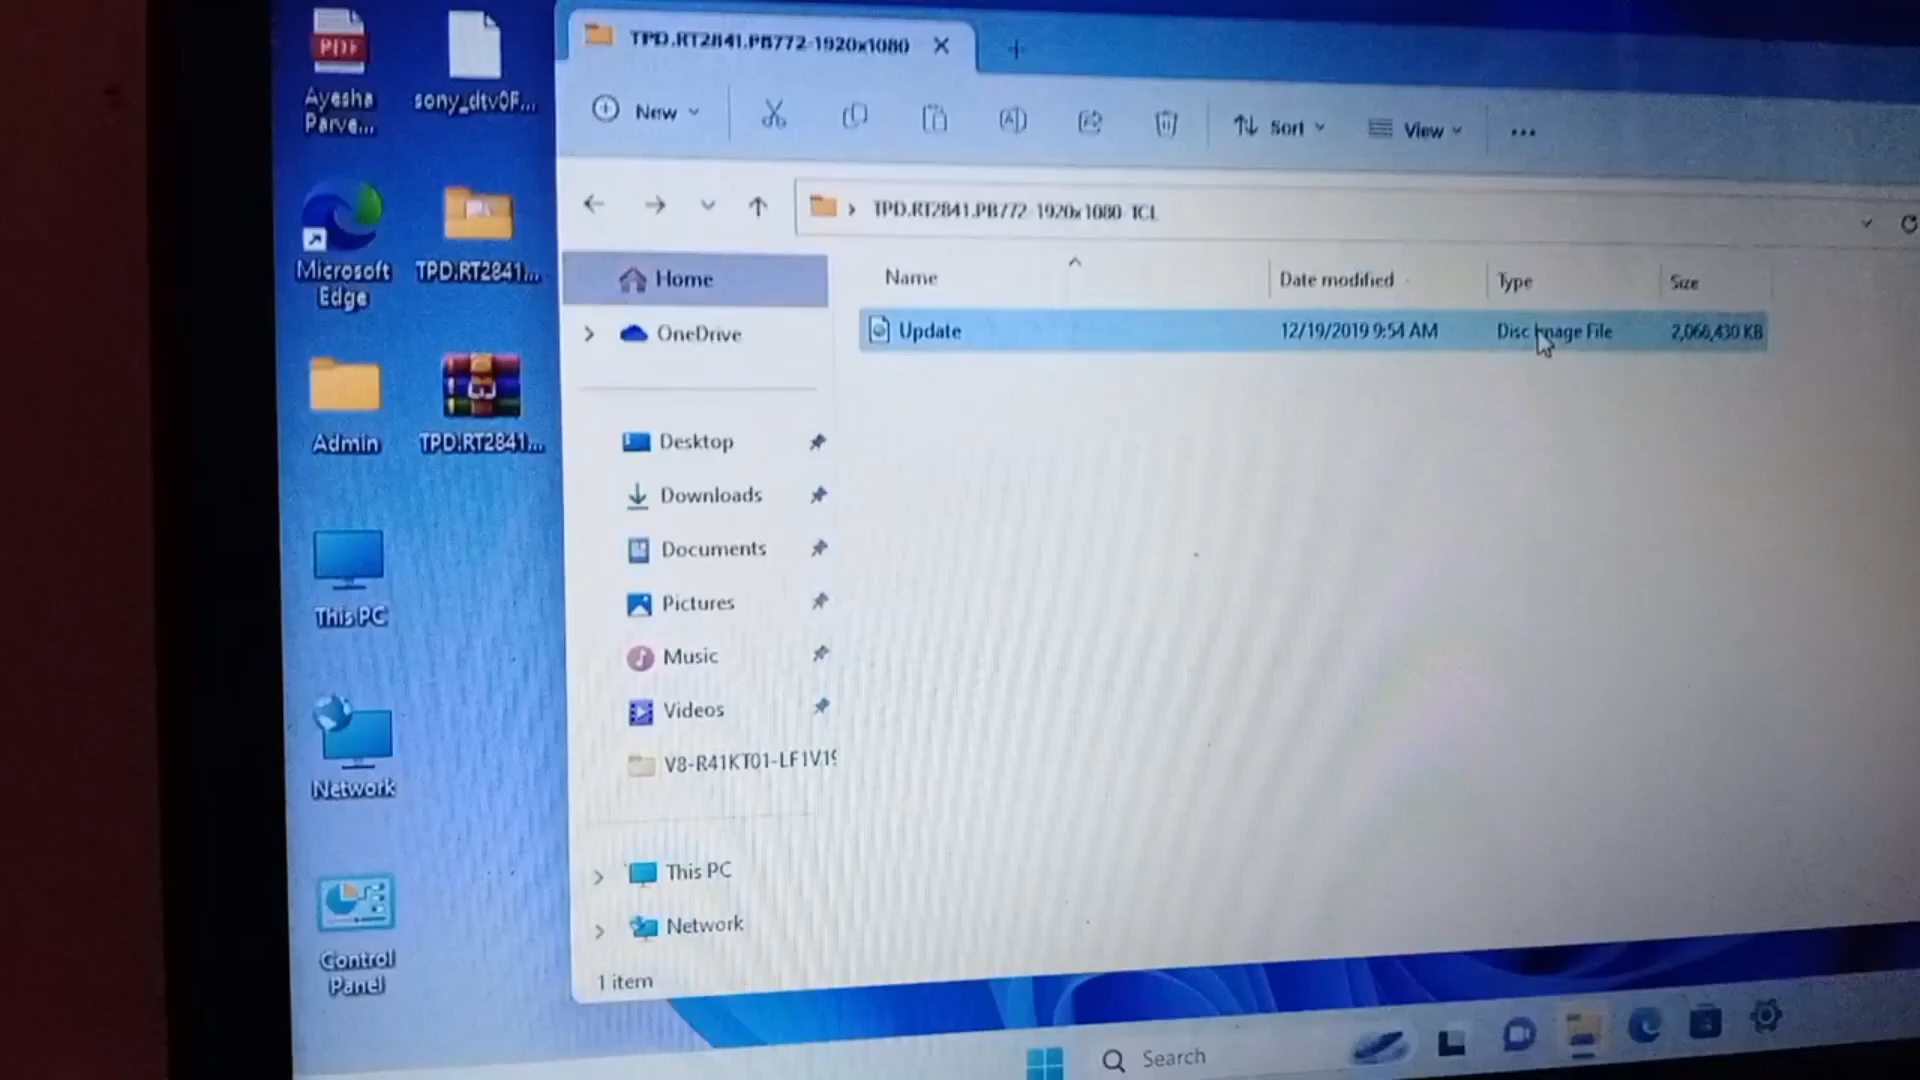 PDF
Ayesha
Parve...
sony_dtv0F...
Microsoft
Edge
TPD.RT2841...
Admin
TPD.RT2841...
This PC
Network
Control
Panel
TPD.RT2841.PB772-1920x1080
New
Sort
View
TPD.RT2841.PB772-1920x1080-TCL
Home
OneDrive
Desktop
Downloads
Documents
Pictures
Music
Videos
V8-R41KT01-LF1V19
This PC
Network
Name
Date modified
Type
Size
Update
12/19/2019 9:54 AM
Disc Image File
2,066,430 KB
1 item
Search